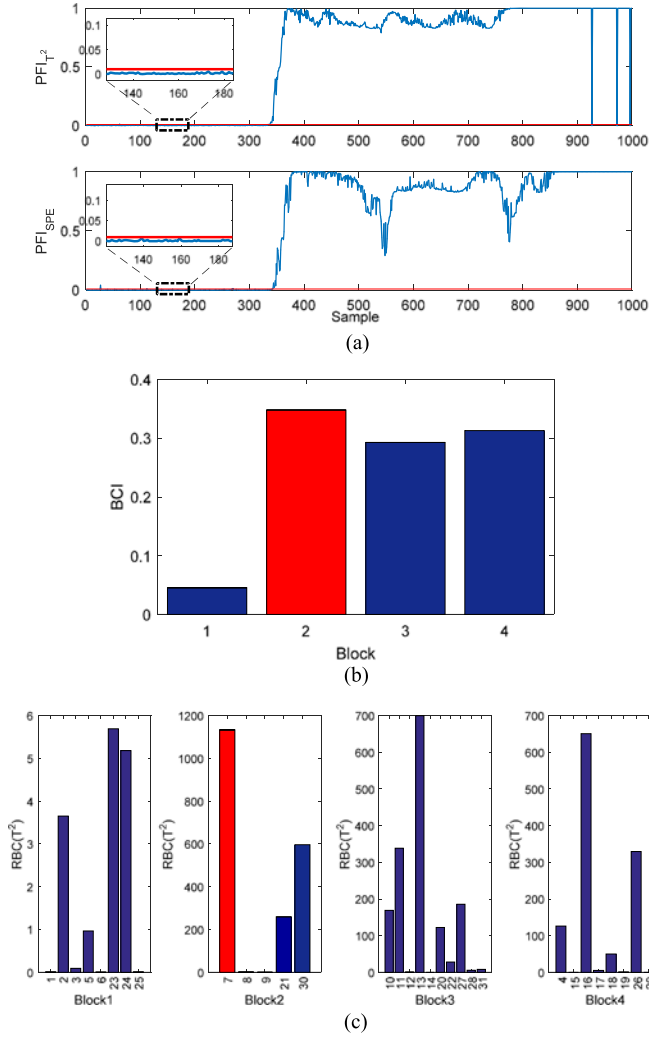 PFI_T²
1
0.5
0
0.1
0.05
0
140 160 180
0 100 200 300 400 500 600 700 800 900 1000
PFI_SPE
1
0.5
0
0.1
0.05
0
140 160 180
0 100 200 300 400 500 600 700 800 900 1000
Sample
(a)
BCI
0.4
0.3
0.2
0.1
0
1 2 3 4
Block
(b)
RBC(T²)
6
5
4
3
2
1
0
1 2 3 5 6 23 24 25
Block1
RBC(T²)
1200
1000
800
600
400
200
0
7 8 9 21 30
Block2
RBC(T²)
700
600
500
400
300
200
100
0
10 11 12 13 14 20 22 27 28 31
Block3
RBC(T²)
700
600
500
400
300
200
100
0
4 15 16 17 18 19 26
Block4
(c)